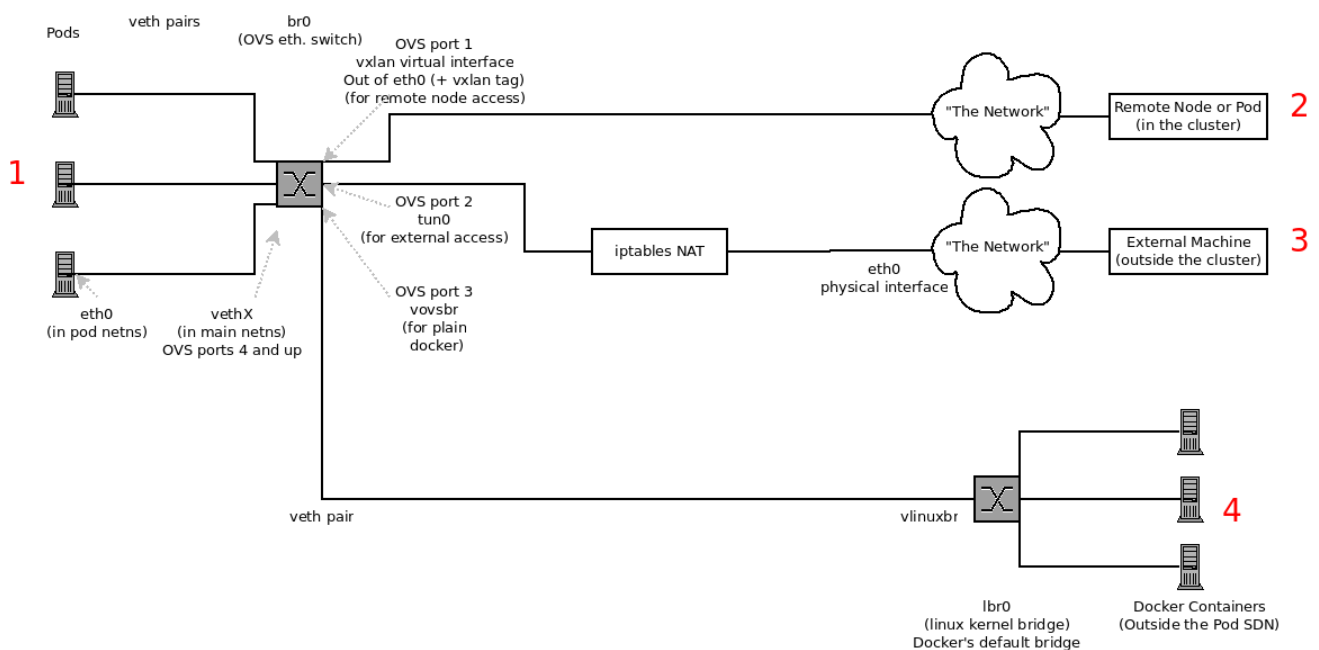 Pods
veth pairs
br0
(OVS eth. switch)
OVS port 1
vxlan virtual interface
Out of eth0 (+ vxlan tag)
(for remote node access)
"The Network"
Remote Node or Pod
(in the cluster)
2
1
OVS port 2
tun0
(for external access)
iptables NAT
eth0
physical interface
"The Network"
External Machine
(outside the cluster)
3
eth0
(in pod netns)
vethX
(in main netns)
OVS ports 4 and up
OVS port 3
vovsbr
(for plain
docker)
veth pair
vlinuxbr
4
lbr0
(linux kernel bridge)
Docker's default bridge
Docker Containers
(Outside the Pod SDN)